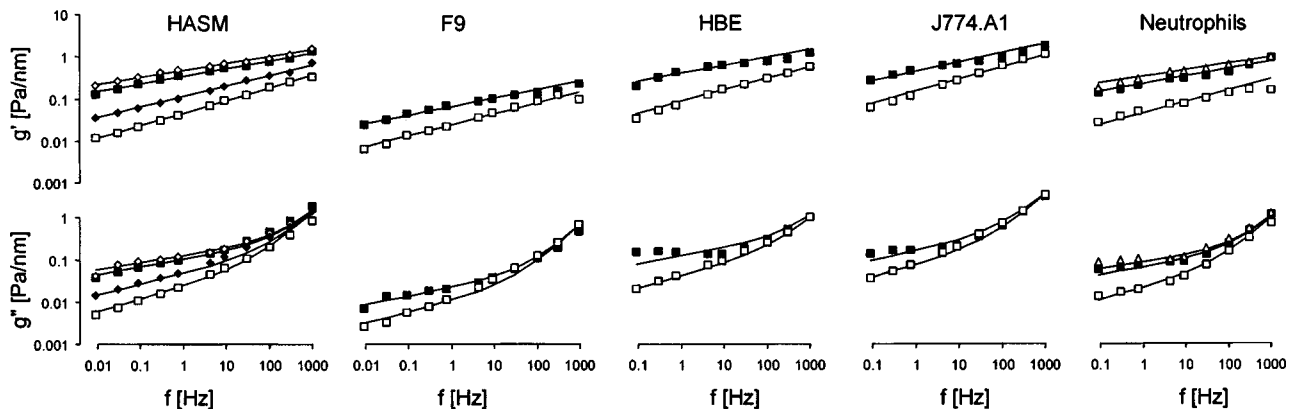 HASM F9 HBE J774.A1 Neutrophils
10
1
0.1
0.01
0.001
g' [Pa/nm]
1
0.1
0.01
0.001
g" [Pa/nm]
0.01 0.1 1 10 100 1000 0.01 0.1 1 10 100 1000 0.1 1 10 100 1000 0.1 1 10 100 1000 0.1 1 10 100 1000
f [Hz] f [Hz] f [Hz] f [Hz] f [Hz]